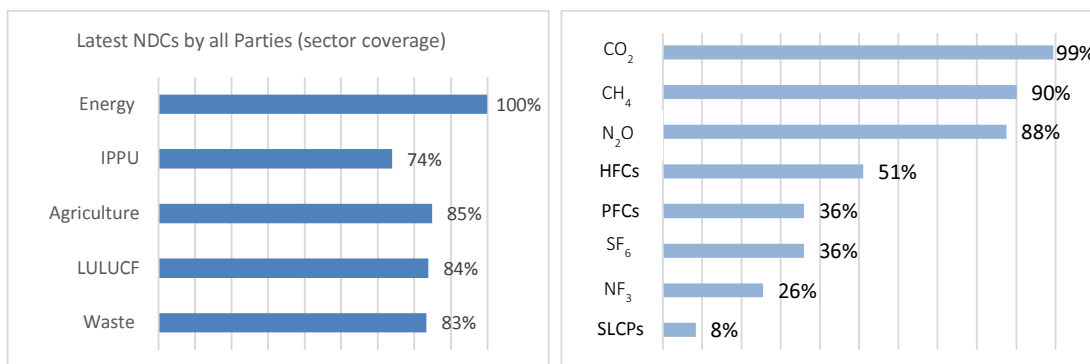 Latest NDCs by all Parties (sector coverage)
Energy 100%
IPPU 74%
Agriculture 85%
LULUCF 84%
Waste 83%
CO₂ 99%
CH₄ 90%
N₂O 88%
HFCs 51%
PFCs 36%
SF₆ 36%
NF₃ 26%
SLCPs 8%